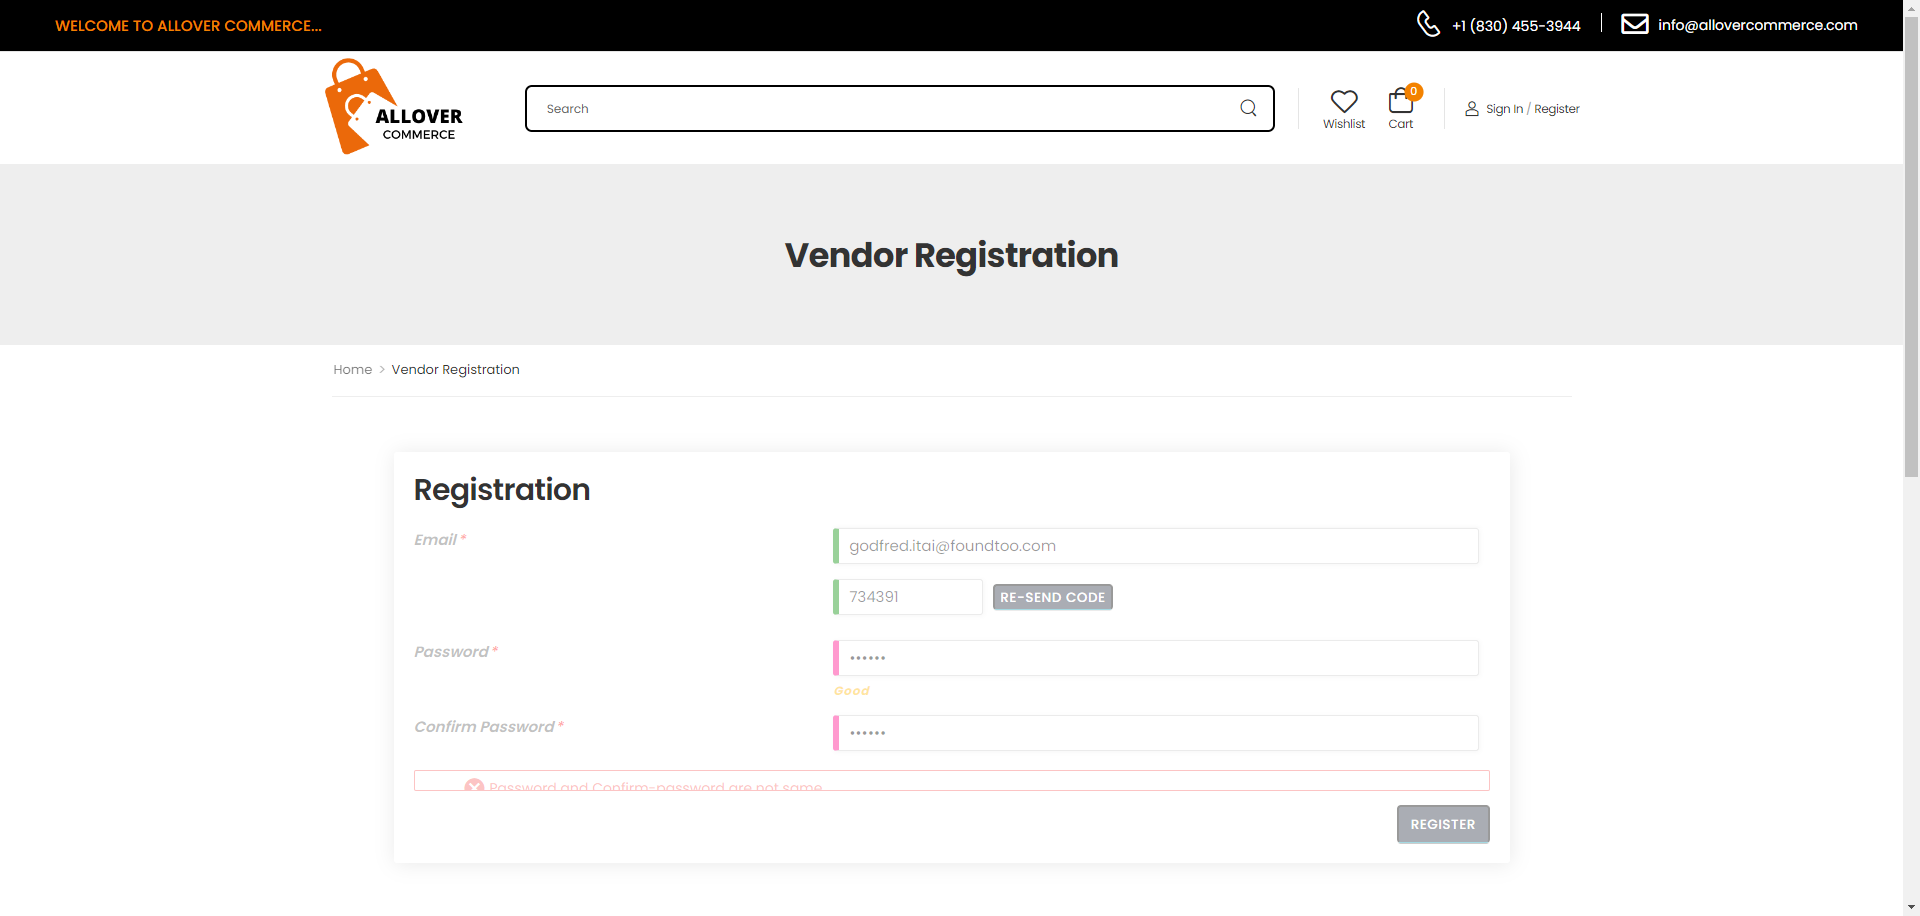 WELCOME TO ALLOVER COMMERCE...
+1 (830) 455-3944
info@allovercommerce.com
ALLOVER
COMMERCE
Search
Wishlist
0
Cart
Sign In / Register
Vendor Registration
Home > Vendor Registration
Registration
Email *
godfred.itai@foundtoo.com
734391
RE-SEND CODE
Password *
••••••
Good
Confirm Password *
••••••
Password and Confirm-password are not same
REGISTER